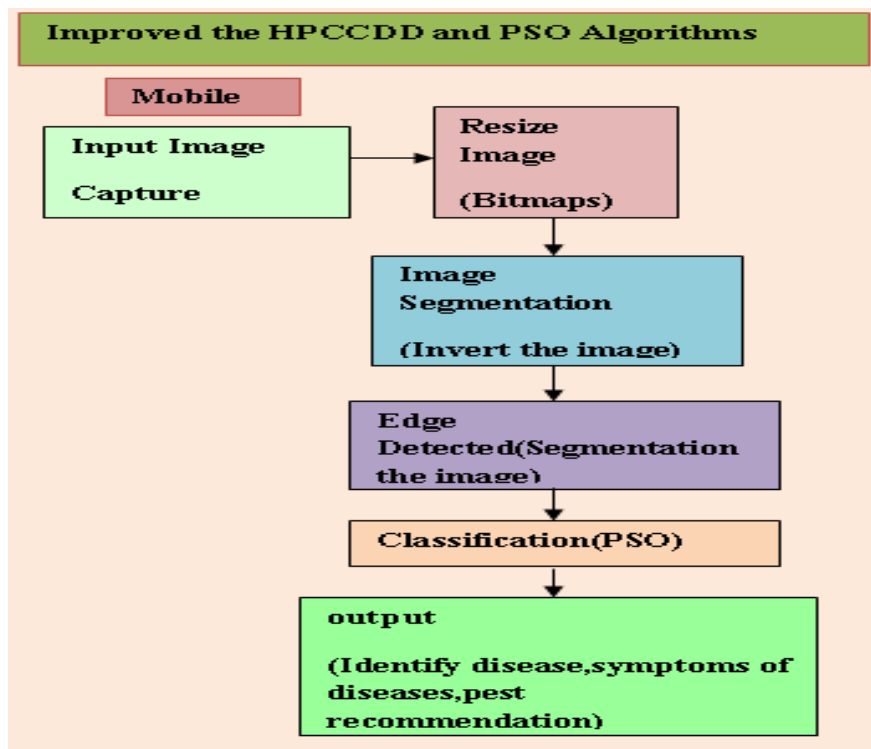 Improved the HPCCDD and PSO Algorithms
Mobile
Input Image
Capture
Resize
Image
(Bitmaps)
Image
Segmentation
(Invert the image)
Edge
Detected(Segmentation
the image)
Classification(PSO)
output
(Identify disease,symptoms of
diseases,pest
recommendation)